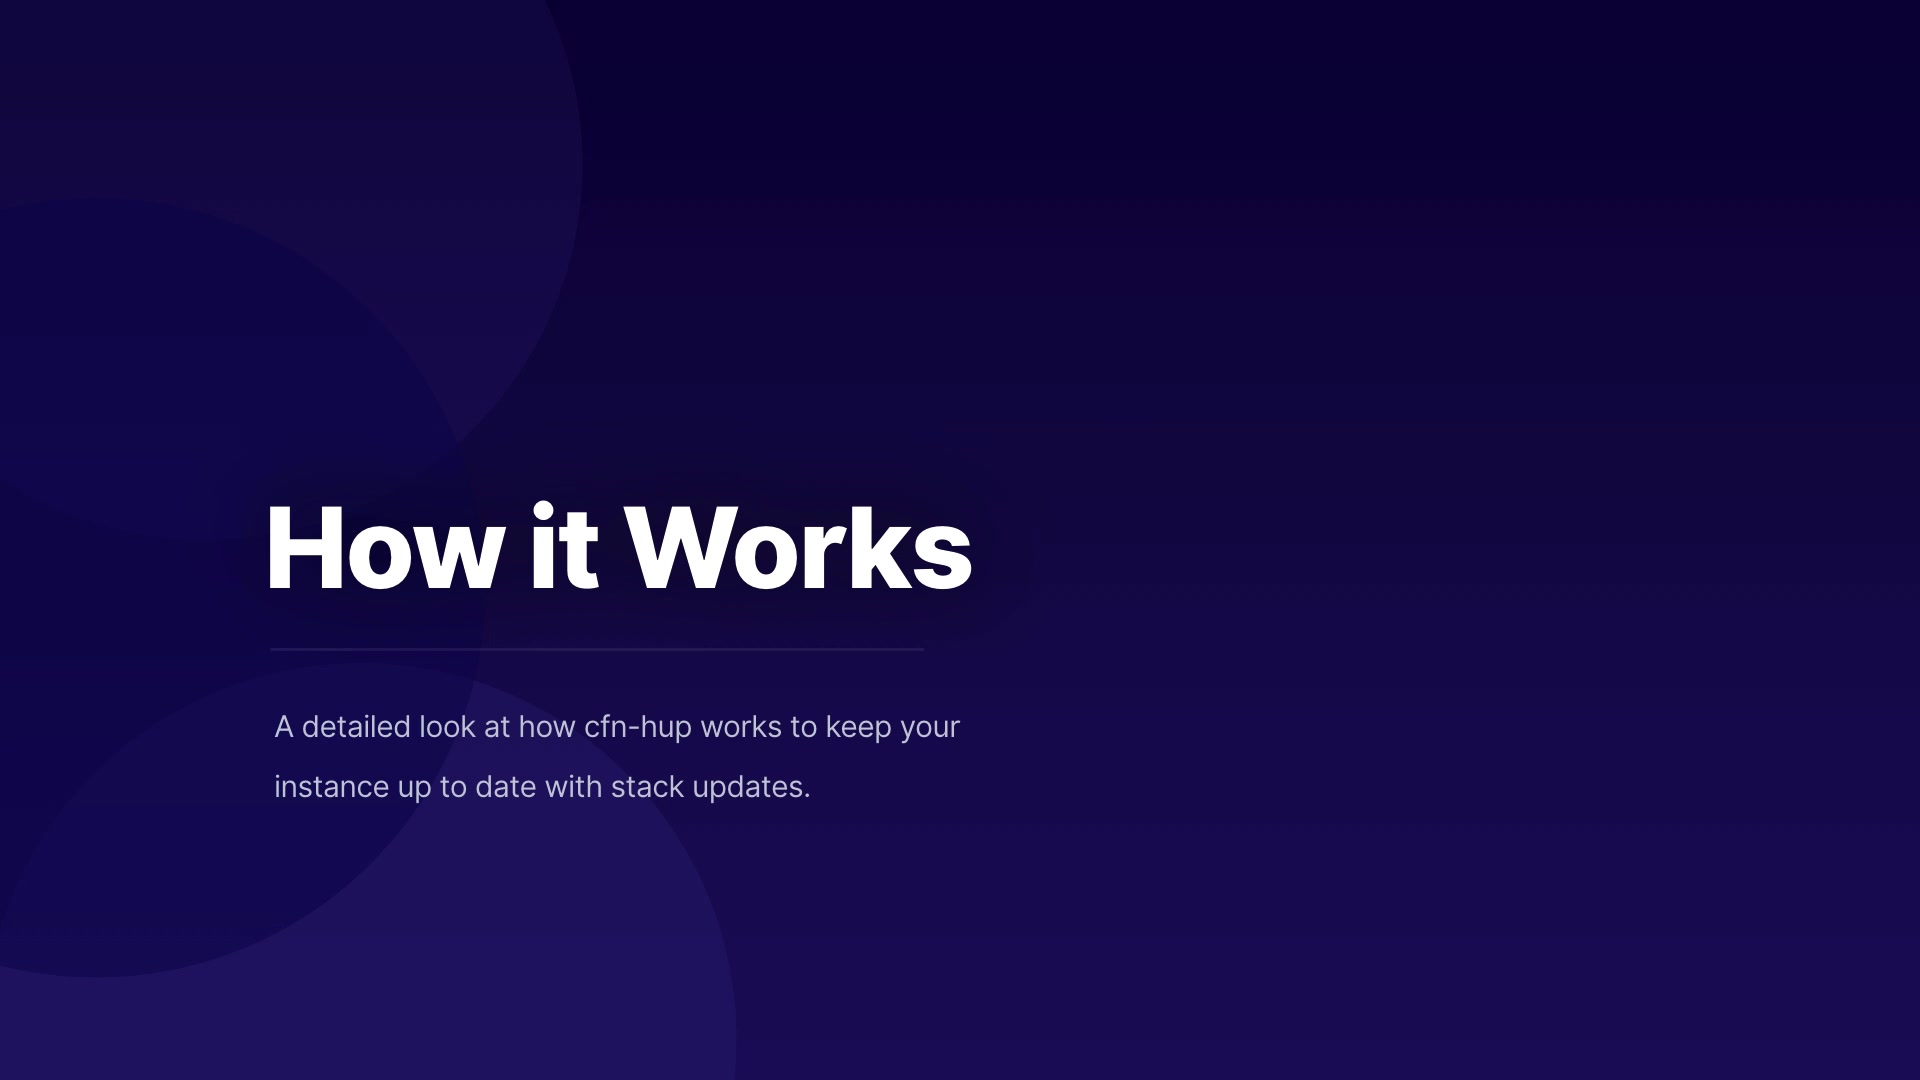 How it Works
A detailed look at how cfn-hup works to keep your
instance up to date with stack updates.